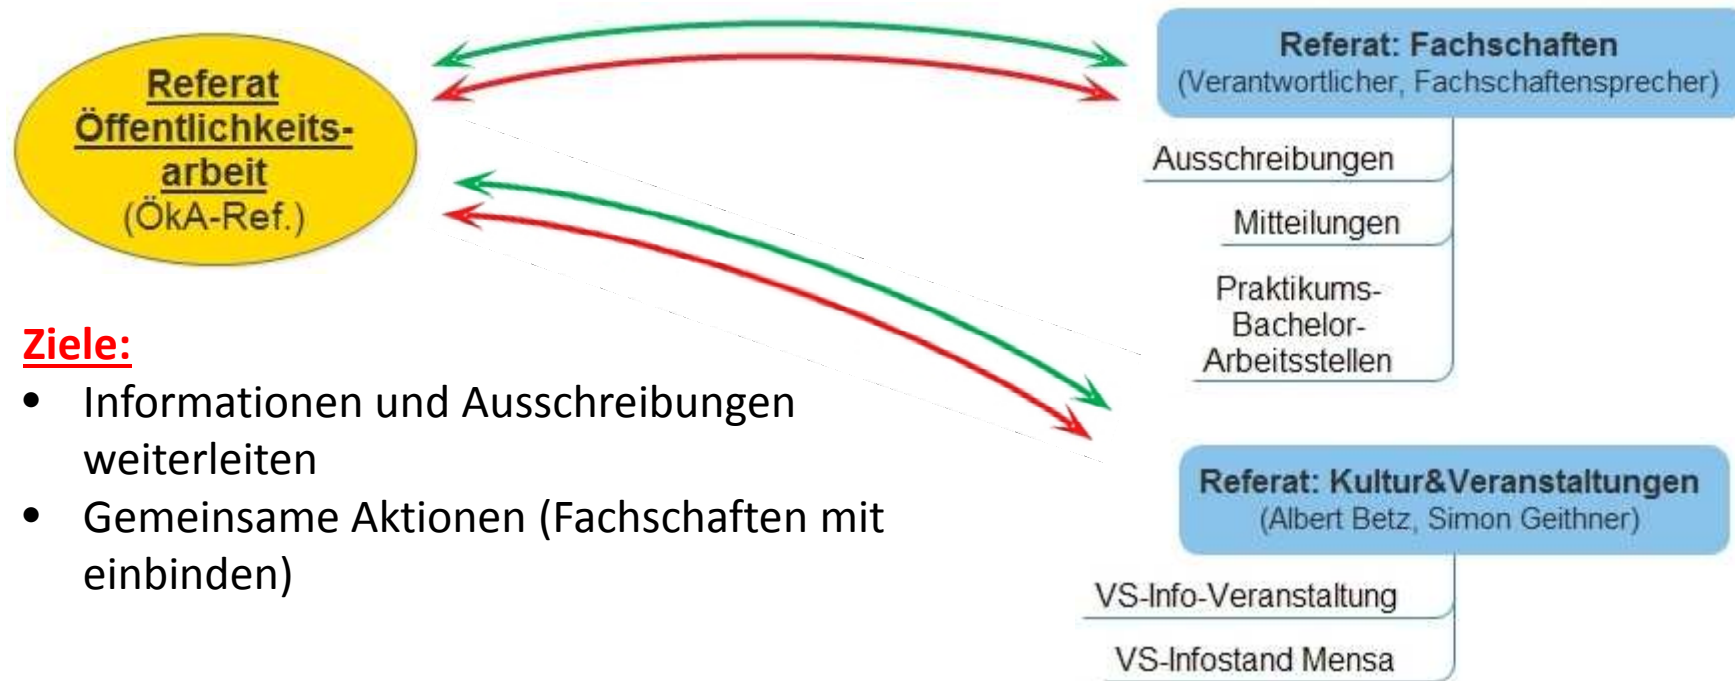 Referat
Öffentlichkeits-
arbeit
(ÖkA-Ref.)
Ziele:
• Informationen und Ausschreibungen
weiterleiten
• Gemeinsame Aktionen (Fachschaften mit
einbinden)
Referat: Fachschaften
(Verantwortlicher, Fachschaftensprecher)
Ausschreibungen
Mitteilungen
Praktikums-
Bachelor-
Arbeitsstellen
Referat: Kultur&Veranstaltungen
(Albert Betz, Simon Geithner)
VS-Info-Veranstaltung
VS-Infostand Mensa